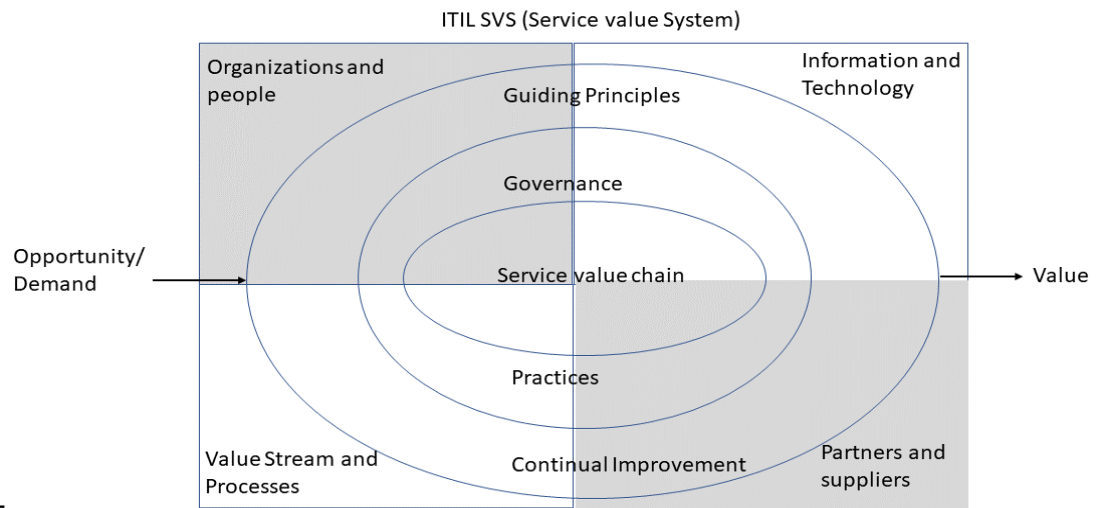 ITIL SVS (Service value System)
Organizations and
people
Information and
Technology
Guiding Principles
Governance
Opportunity/
Demand
Service value chain
Value
Practices
Value Stream and
Processes
Continual Improvement
Partners and
suppliers